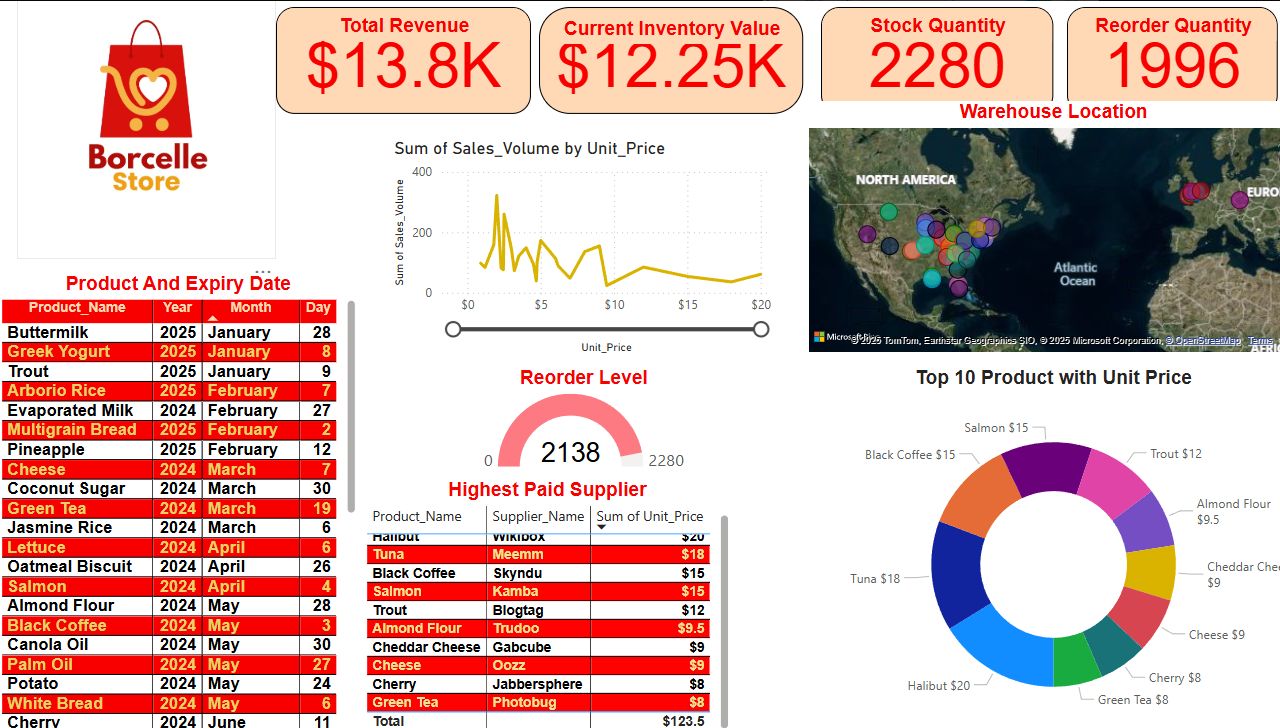 Borcelle
Store
Total Revenue
$13.8K
Current Inventory Value
$12.25K
Stock Quantity
2280
Reorder Quantity
1996
Warehouse Location
NORTH AMERICA
EURO
Atlantic
Ocean
AFRIC
© 2025 TomTom, Earthstar Geographics SIO, © 2025 Microsoft Corporation, © OpenStreetMap Terms
Sum of Sales_Volume by Unit_Price
Sum of Sales_Volume
400
200
0
$0 $5 $10 $15 $20
Unit_Price
Product And Expiry Date
Product_Name Year Month Day
Buttermilk 2025 January 28
Greek Yogurt 2025 January 8
Trout 2025 January 9
Arborio Rice 2025 February 7
Evaporated Milk 2024 February 27
Multigrain Bread 2025 February 2
Pineapple 2025 February 12
Cheese 2024 March 7
Coconut Sugar 2024 March 30
Green Tea 2024 March 19
Jasmine Rice 2024 March 6
Lettuce 2024 April 6
Oatmeal Biscuit 2024 April 26
Salmon 2024 April 4
Almond Flour 2024 May 28
Black Coffee 2024 May 3
Canola Oil 2024 May 30
Palm Oil 2024 May 27
Potato 2024 May 24
White Bread 2024 May 6
Cherry 2024 June 11
Reorder Level
2138
0 2280
Highest Paid Supplier
Product_Name Supplier_Name Sum of Unit_Price
Halibut Wikibox $20
Tuna Meemm $18
Black Coffee Skyndu $15
Salmon Kamba $15
Trout Blogtag $12
Almond Flour Trudoo $9.5
Cheddar Cheese Gabcube $9
Cheese Oozz $9
Cherry Jabbersphere $8
Green Tea Photobug $8
Total $123.5
Top 10 Product with Unit Price
Salmon $15
Black Coffee $15
Trout $12
Almond Flour
$9.5
Tuna $18
Cheddar Chee
$9
Cheese $9
Cherry $8
Halibut $20
Green Tea $8